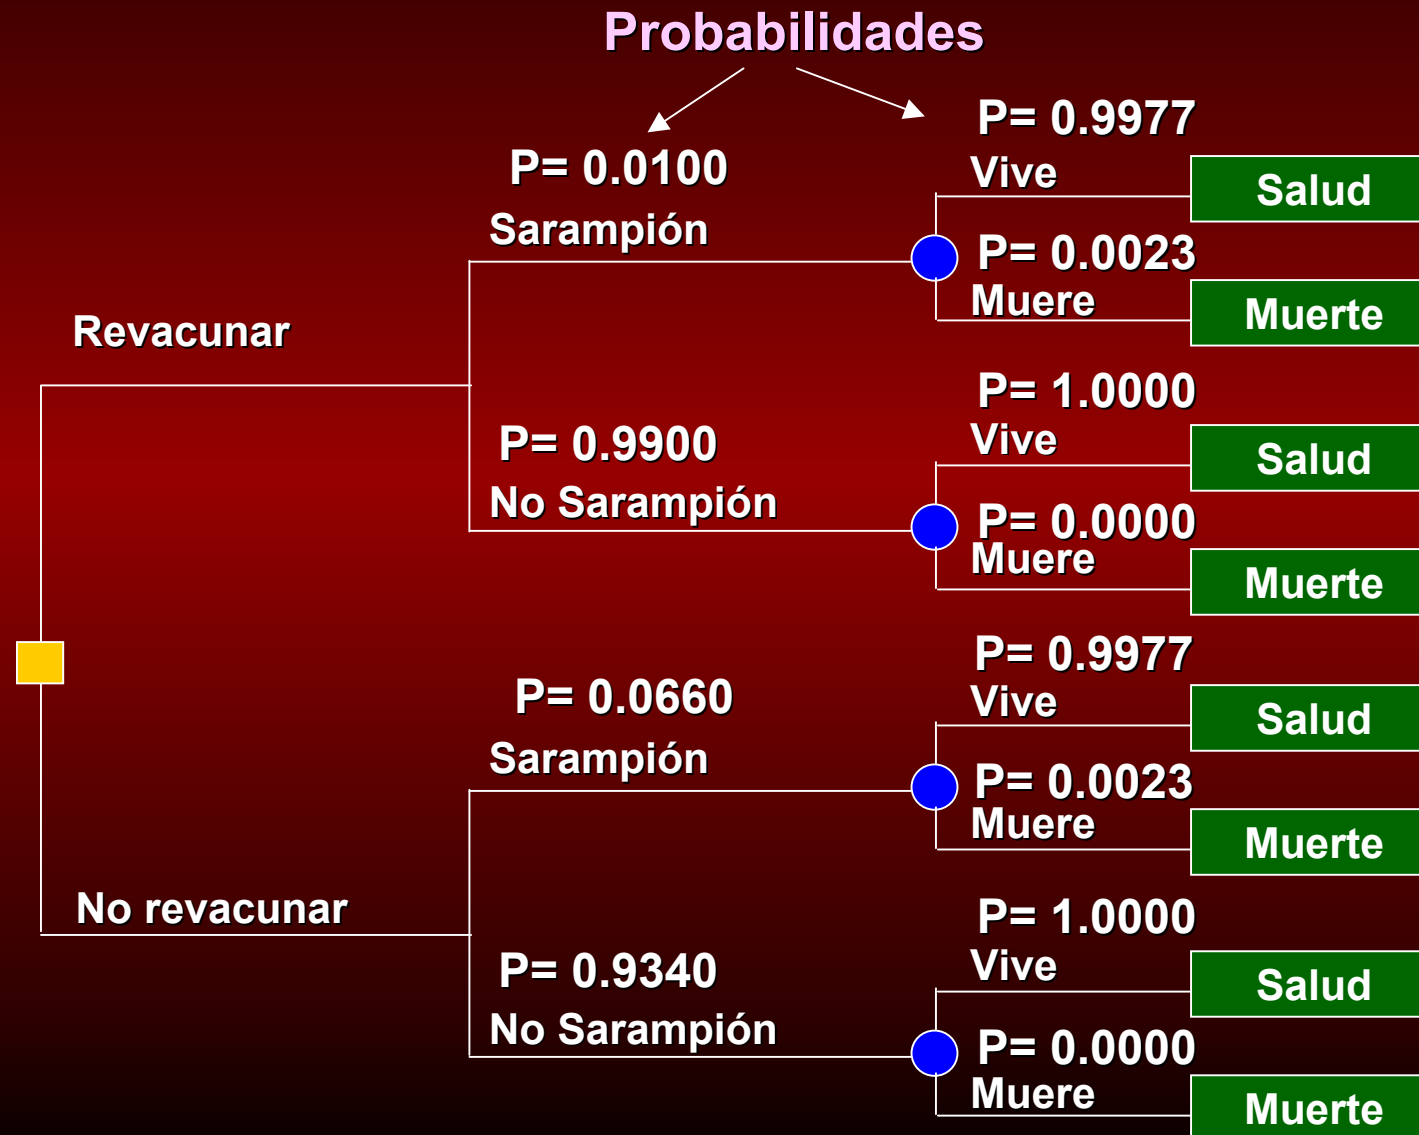 Probabilidades
P= 0.9977
P= 0.0100
Vive
Salud
Sarampión
P= 0.0023
Muere
Muerte
Revacunar
P= 1.0000
Vive
P= 0.9900
Salud
No Sarampión
P= 0.0000
Muere
Muerte
P= 0.9977
P= 0.0660
Vive
Salud
Sarampión
P= 0.0023
Muere
Muerte
No revacunar
P= 1.0000
Vive
P= 0.9340
Salud
No Sarampión
P= 0.0000
Muere
Muerte